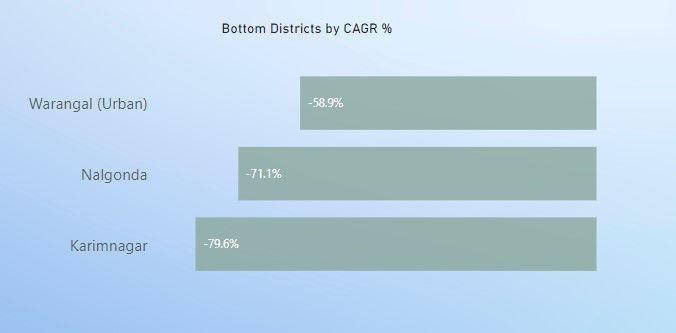 Bottom Districts by CAGR %
Warangal (Urban) -58.9%
Nalgonda -71.1%
Karimnagar -79.6%